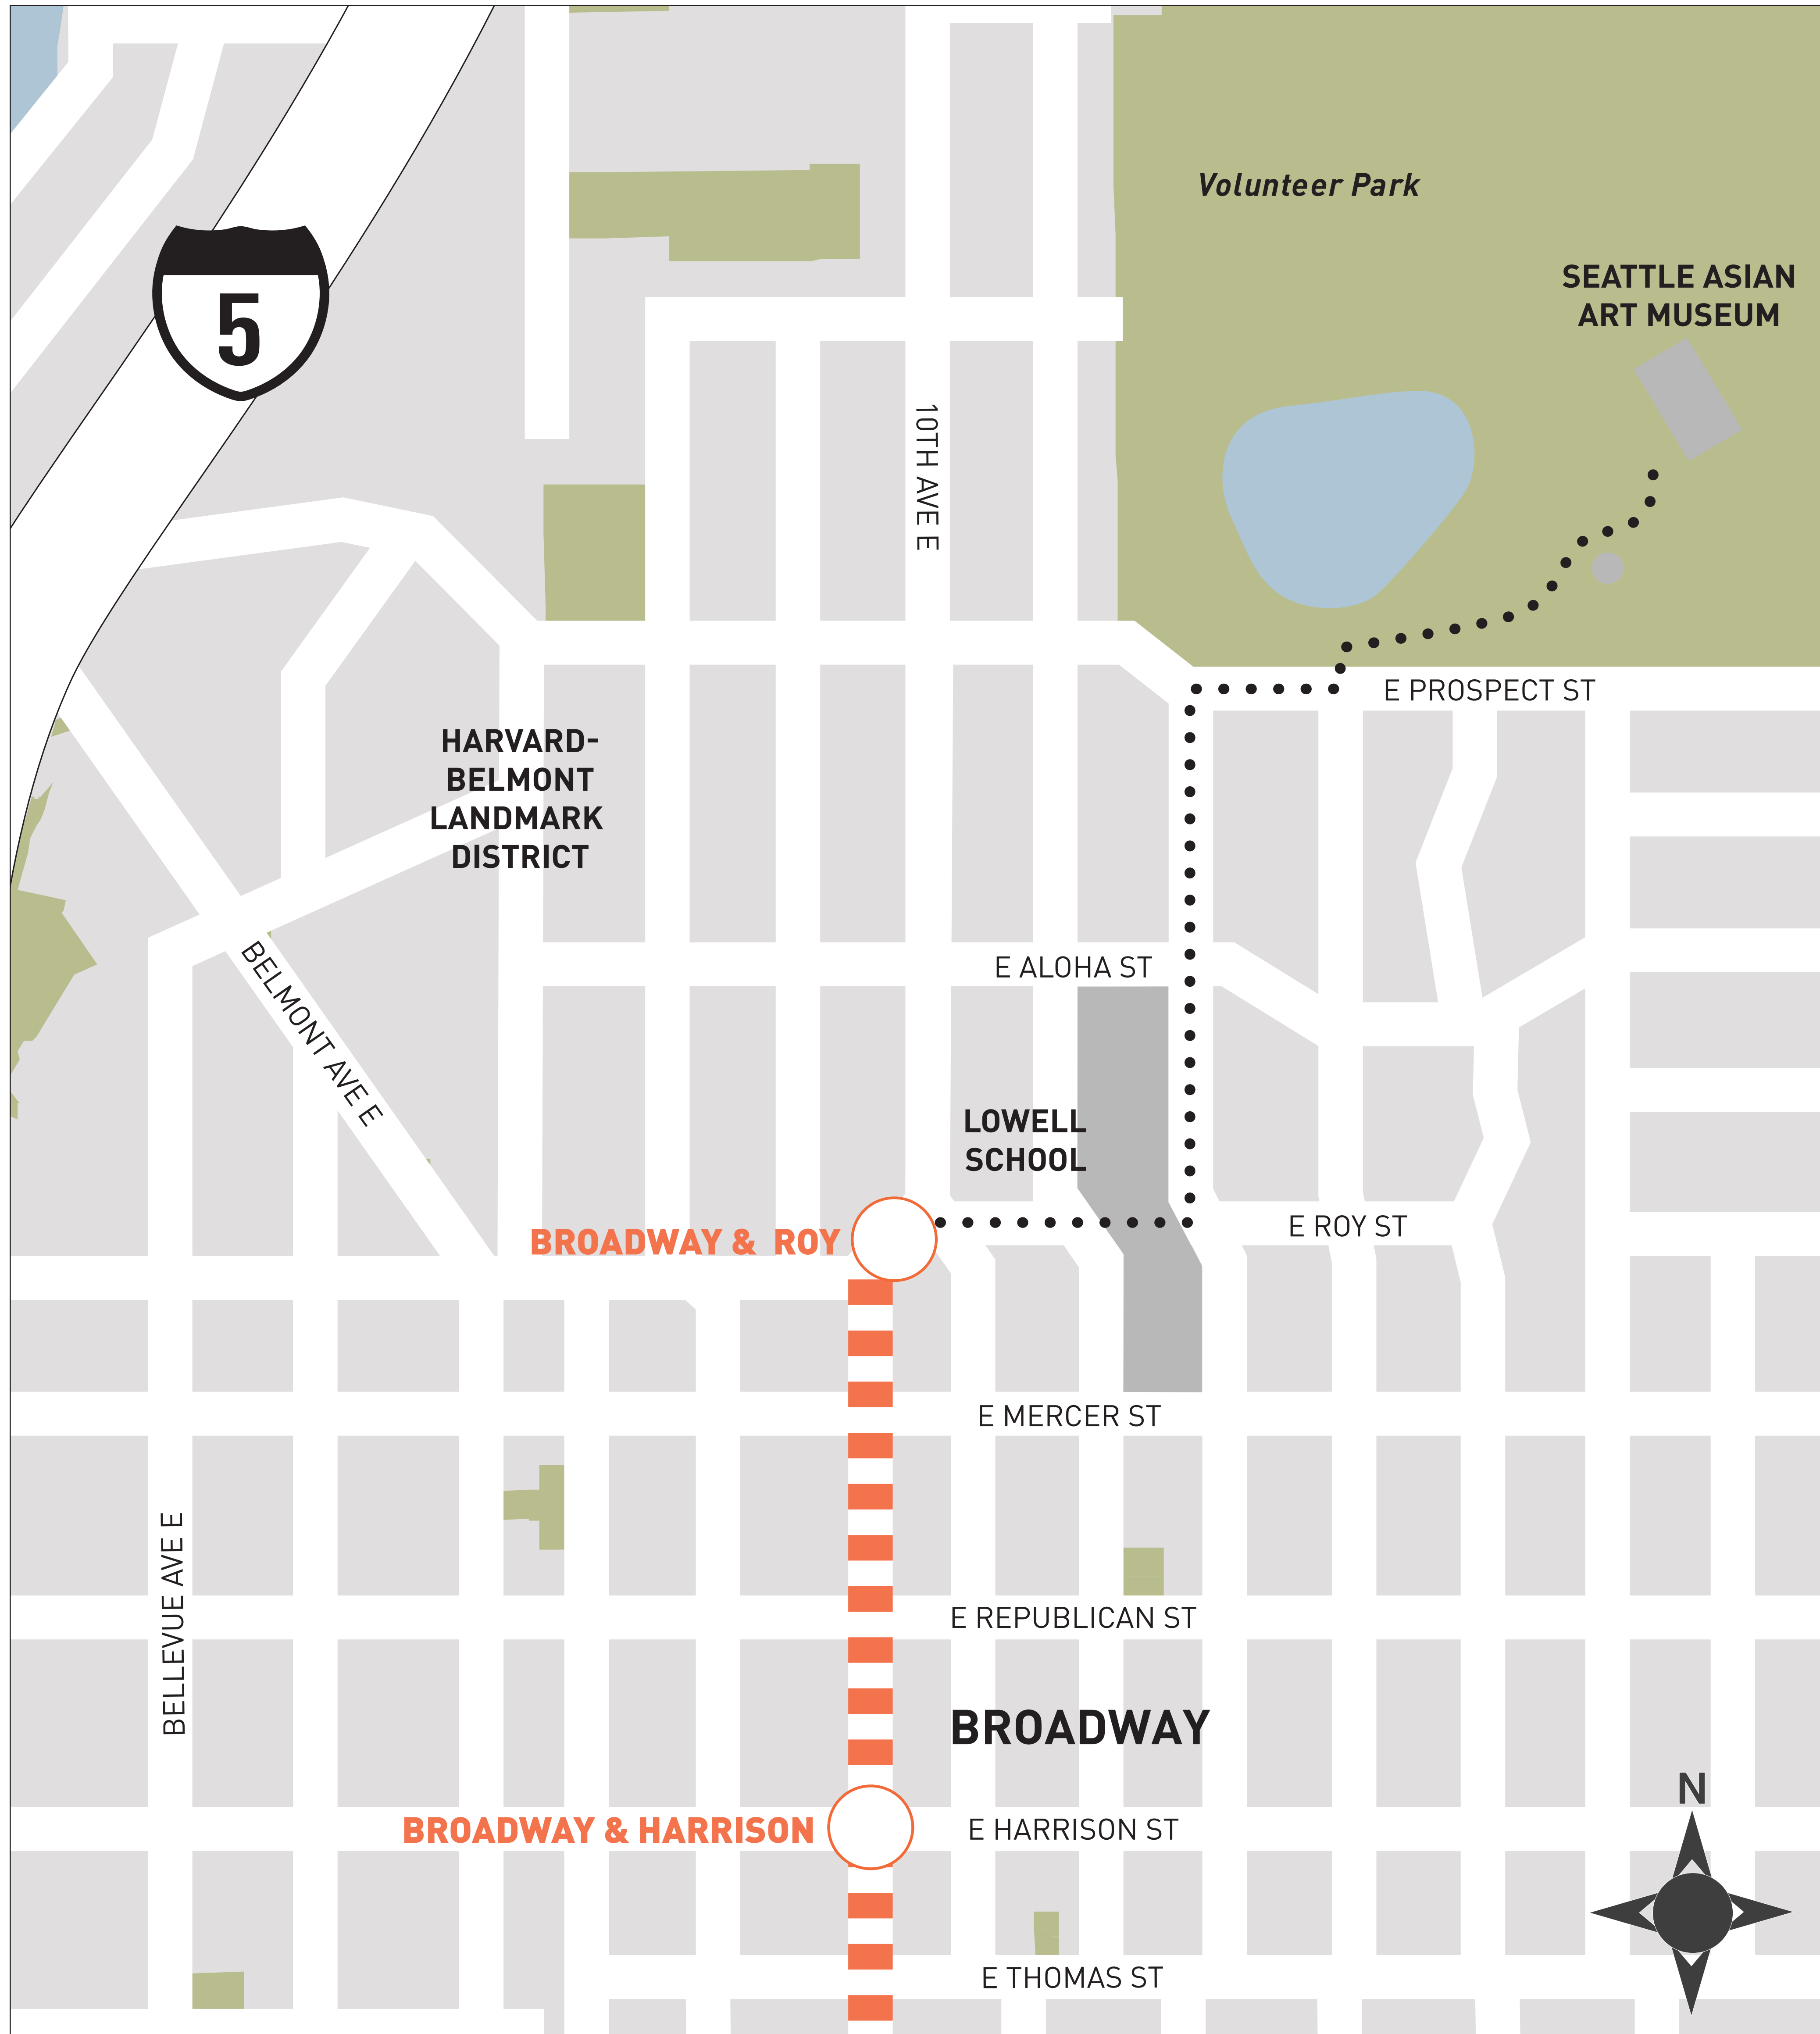 Volunteer Park
SEATTLE ASIAN
ART MUSEUM
5
10TH AVE E
E PROSPECT ST
HARVARD-
BELMONT
LANDMARK
DISTRICT
BELMONT AVE E
E ALOHA ST
LOWELL
SCHOOL
BROADWAY & ROY
E ROY ST
E MERCER ST
BELLEVUE AVE E
E REPUBLICAN ST
BROADWAY
N
BROADWAY & HARRISON
E HARRISON ST
E THOMAS ST